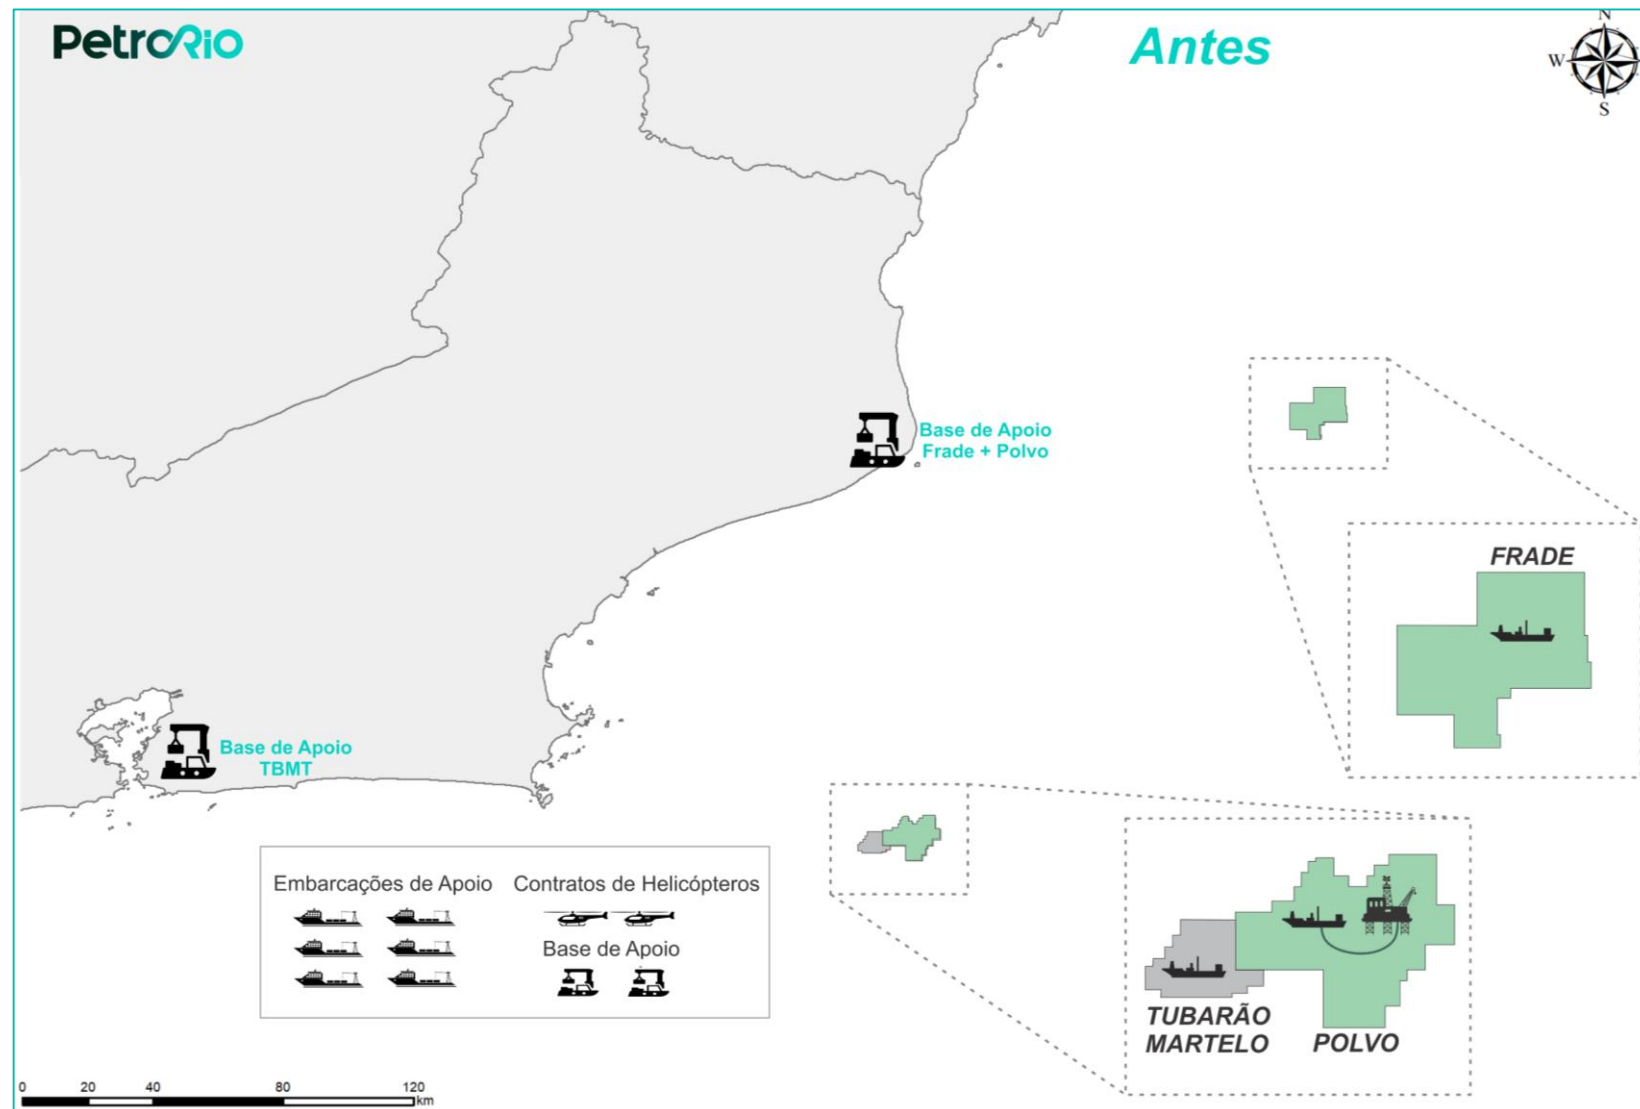 PetroRio
Antes
N
W
S
Base de Apoio
Frade + Polvo
FRADE
Base de Apoio
TBMT
Embarcações de Apoio
Contratos de Helicópteros
Base de Apoio
TUBARÃO
MARTELO
POLVO
0 20 40 80 120
km